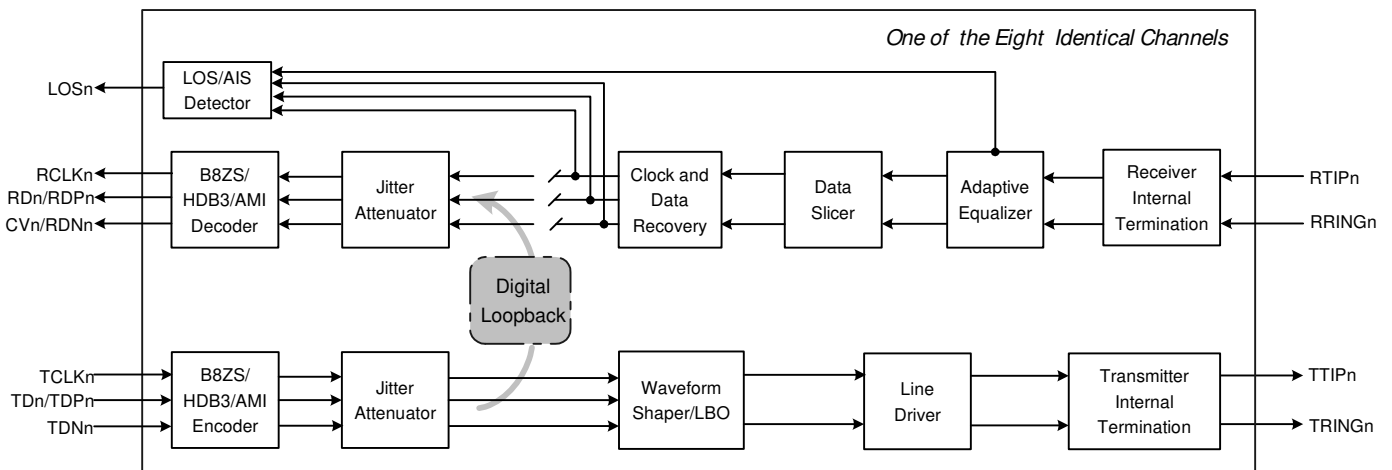 One of the Eight Identical Channels
LOSn
LOS/AIS
Detector
RCLKn
RDn/RDPn
CVn/RDNn
B8ZS/
HDB3/AMI
Decoder
Jitter
Attenuator
Clock and
Data
Recovery
Data
Slicer
Adaptive
Equalizer
Receiver
Internal
Termination
RTIPn
RRINGn
Digital
Loopback
TCLKn
TDn/TDPn
TDNn
B8ZS/
HDB3/AMI
Encoder
Jitter
Attenuator
Waveform
Shaper/LBO
Line
Driver
Transmitter
Internal
Termination
TTIPn
TRINGn